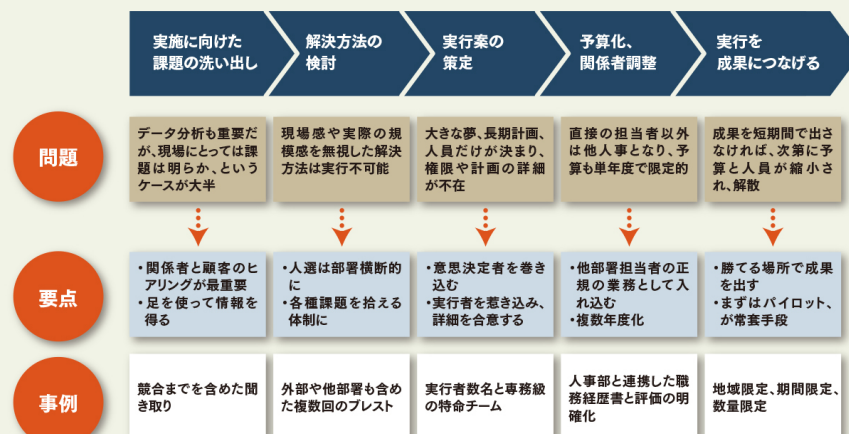 実施に向けた
課題の洗い出し
解決方法の
検討
実行案の
策定
予算化、
関係者調整
実行を
成果につなげる
問題
データ分析も重要だ
が、現場にとっては課
題は明らか、という
ケースが大半
現場感や実際の規
模感を無視した解決
方法は実行不可能
大きな夢、長期計画、
人員だけが決まり、
権限や計画の詳細
が不在
直接の担当者以外
は他人事となり、予
算も単年度で限定的
成果を短期間で出さ
なければ、次第に予
算と人員が縮小さ
れ、解散
要点
・関係者と顧客のヒ
アリングが最重要
・足を使って情報を
得る
・人選は部署横断的
に
・各種課題を拾える
体制に
・意思決定者を巻き
込む
・実行者を惹き込み、
詳細を合意する
・他部署担当者の正
規の業務として入
れ込む
・複数年度化
・勝てる場所で成果
を出す
・まずはパイロット、
が常套手段
事例
競合までを含めた聞
き取り
外部や他部署も含め
た複数回のブレスト
実行者数名と専務級
の特命チーム
人事部と連携した職
務経歴書と評価の明
確化
地域限定、期間限定、
数量限定